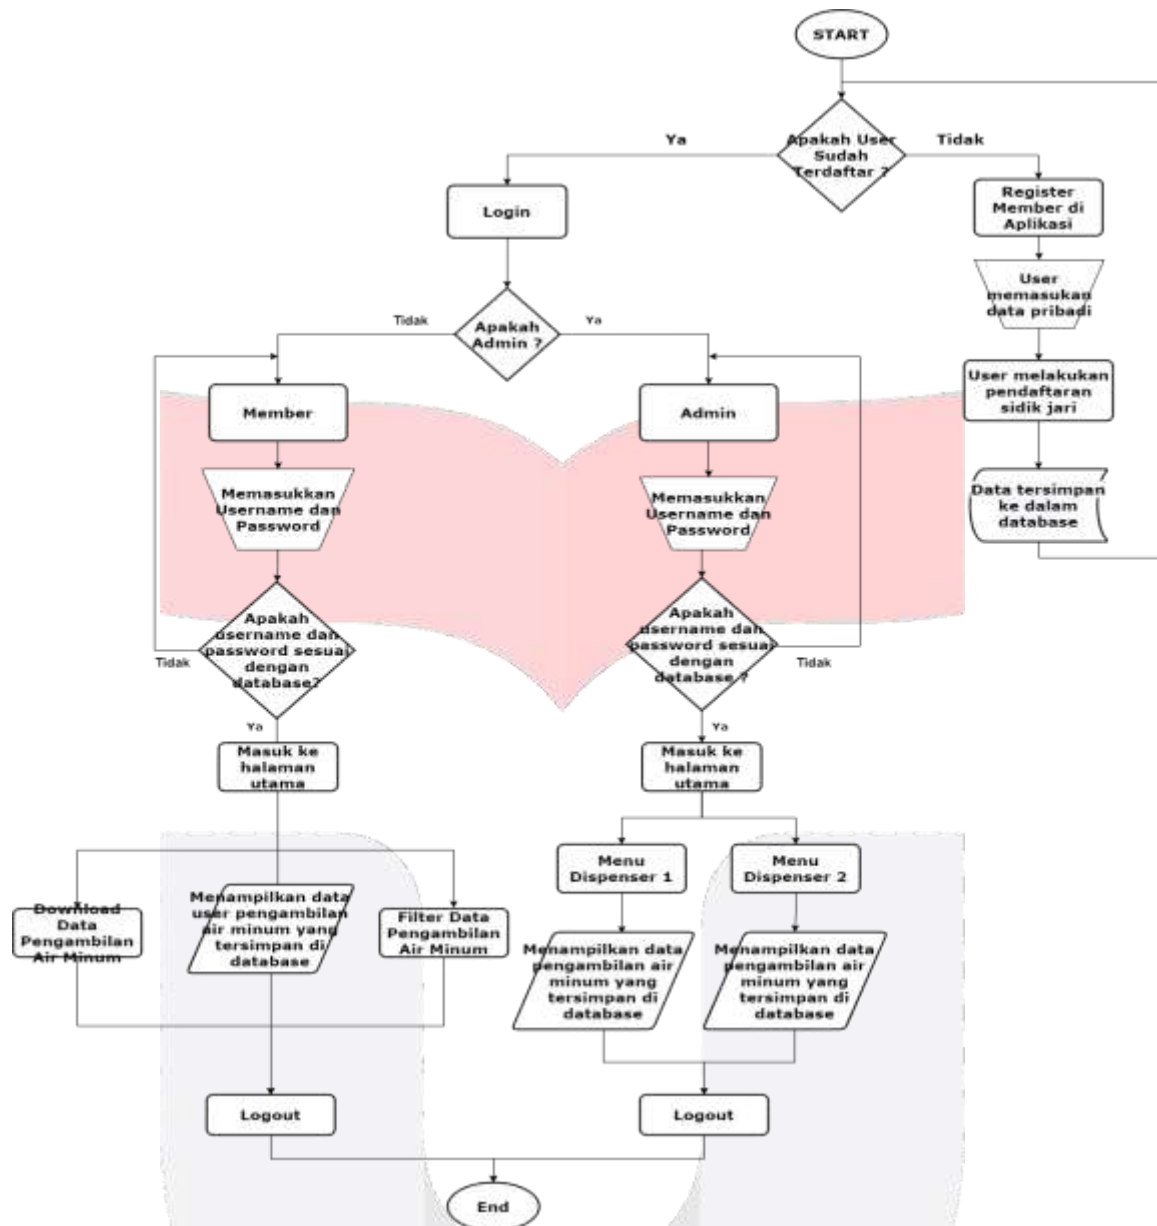 START
Ya
Apakah User
Sudah
Terdaftar ?
Tidak
Login
Register
Member di
Aplikasi
User
memasukan
data pribadi
Tidak
Apakah
Admin ?
Ya
User melakukan
pendaftaran
sidik jari
Member
Admin
Data tersimpan
ke dalam
database
Memasukkan
Username dan
Password
Memasukkan
Username dan
Password
Apakah
username dan
password sesuai
dengan
database?
Tidak
Apakah
username dan
password sesuai
dengan
database ?
Tidak
Ya
Ya
Masuk ke
halaman
utama
Masuk ke
halaman
utama
Menu
Dispenser 1
Menu
Dispenser 2
Download
Data
Pengambilan
Air Minum
Menampilkan data
user pengambilan
air minum yang
tersimpan di
database
Filter Data
Pengambilan
Air Minum
Menampilkan data
pengambilan air
minum yang
tersimpan di
database
Menampilkan data
pengambilan air
minum yang
tersimpan di
database
Logout
Logout
End